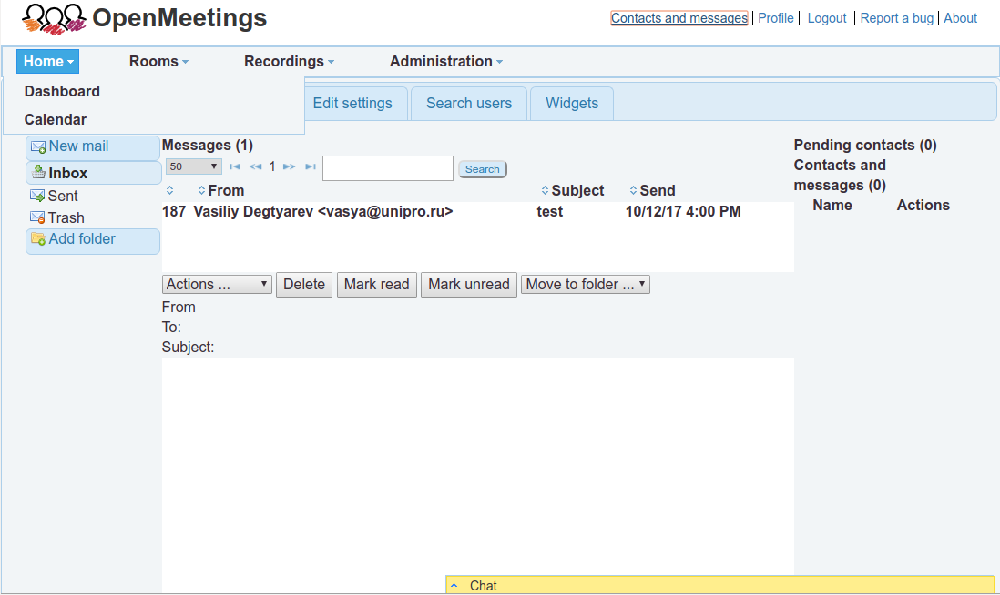 OpenMeetings
Contacts and messages Profile Logout Report a bug About
Home Rooms Recordings Administration
Dashboard
Calendar
Edit settings Search users Widgets
New mail
Inbox
Sent
Trash
Add folder
Messages (1)
50 1 Search
From Subject Send
187 Vasiliy Degtyarev <vasya@unipro.ru> test 10/12/17 4:00 PM
Actions ... Delete Mark read Mark unread Move to folder ...
From
To:
Subject:
Pending contacts (0)
Contacts and
messages (0)
Name Actions
Chat